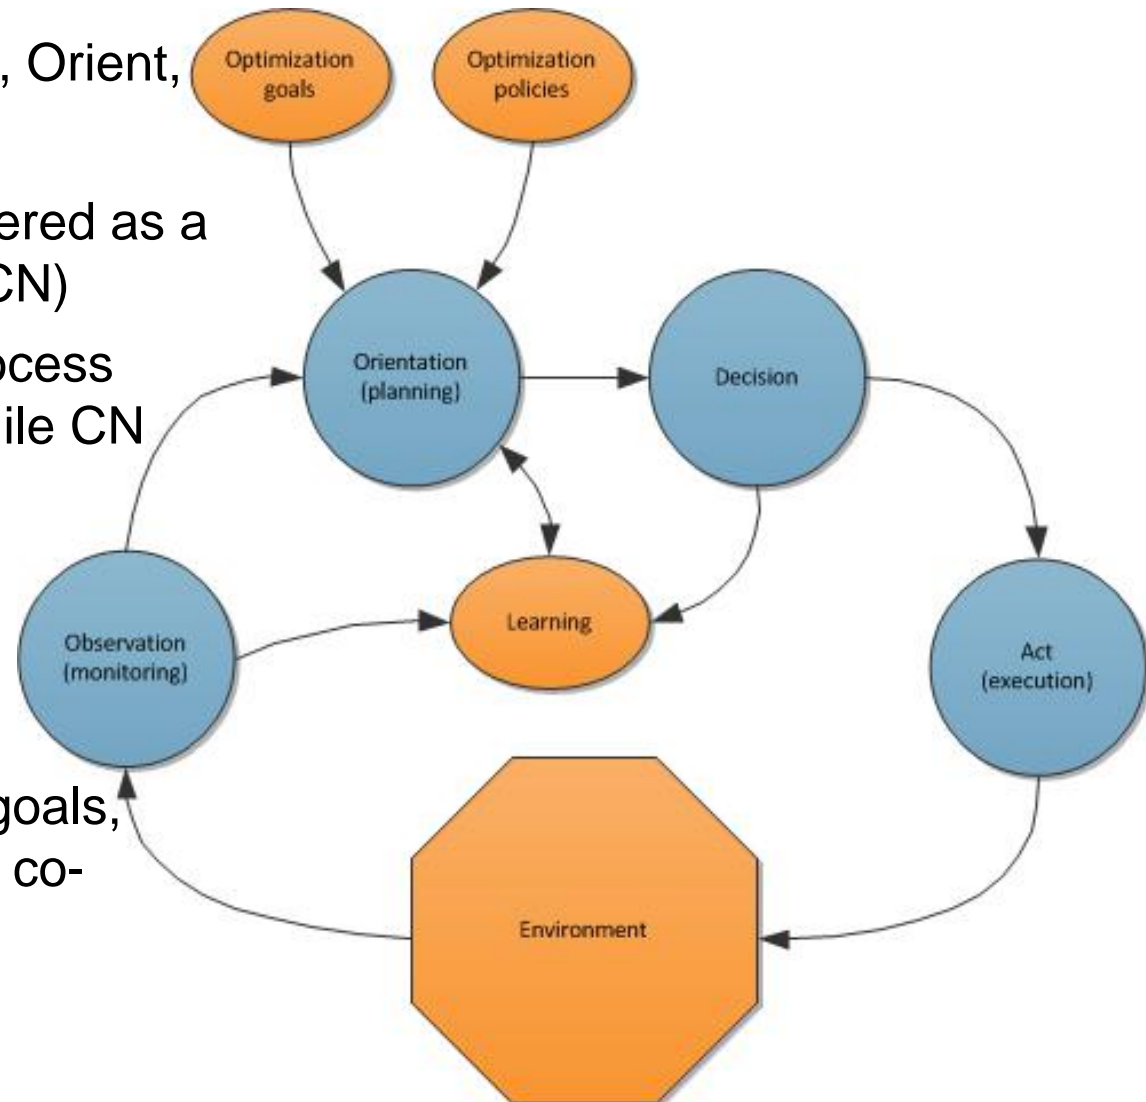 , Orient,
ered as a
CN)
ocess
ile CN
goals,
co-
Optimization
goals
Optimization
policies
Orientation
(planning)
Decision
Learning
Observation
(monitoring)
Act
(execution)
Environment